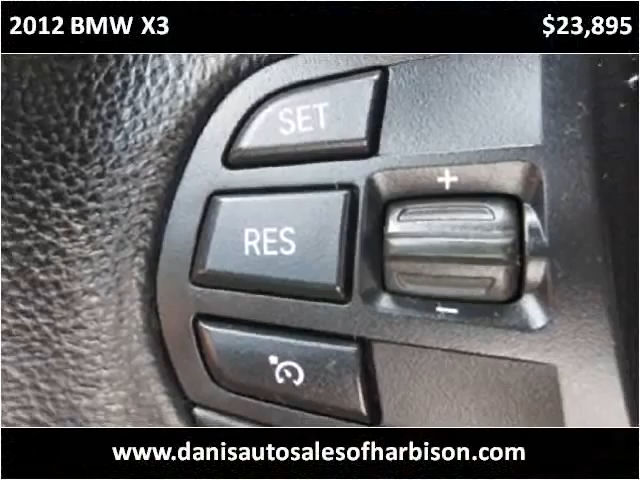 2012 BMW X3
$23,895
SET
+
RES
-
www.danisautosalesofharbison.com